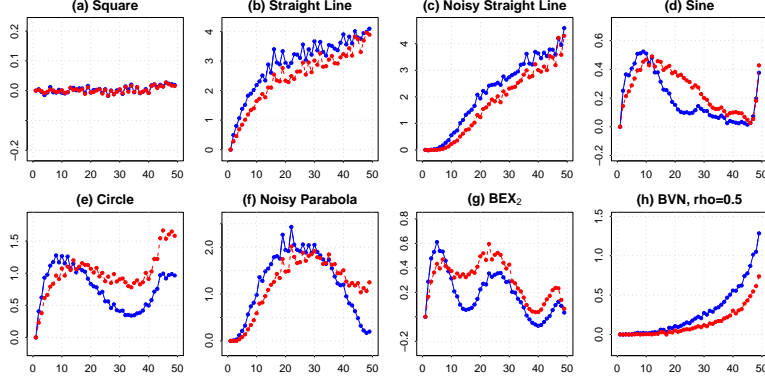 (a) Square
(b) Straight Line
(c) Noisy Straight Line
(d) Sine
-0.2 0.0 0.1 0.2
0 1 2 3 4
0 1 2 3 4
-0.2 0.0 0.2 0.4 0.6
0 10 20 30 40 50
0 10 20 30 40 50
0 10 20 30 40 50
0 10 20 30 40 50
(e) Circle
(f) Noisy Parabola
(g) BEX₂
(h) BVN, rho=0.5
0.0 0.5 1.0 1.5
0.0 1.0 2.0
-0.2 0.2 0.4 0.6 0.8
0.0 0.5 1.0 1.5
0 10 20 30 40 50
0 10 20 30 40 50
0 10 20 30 40 50
0 10 20 30 40 50